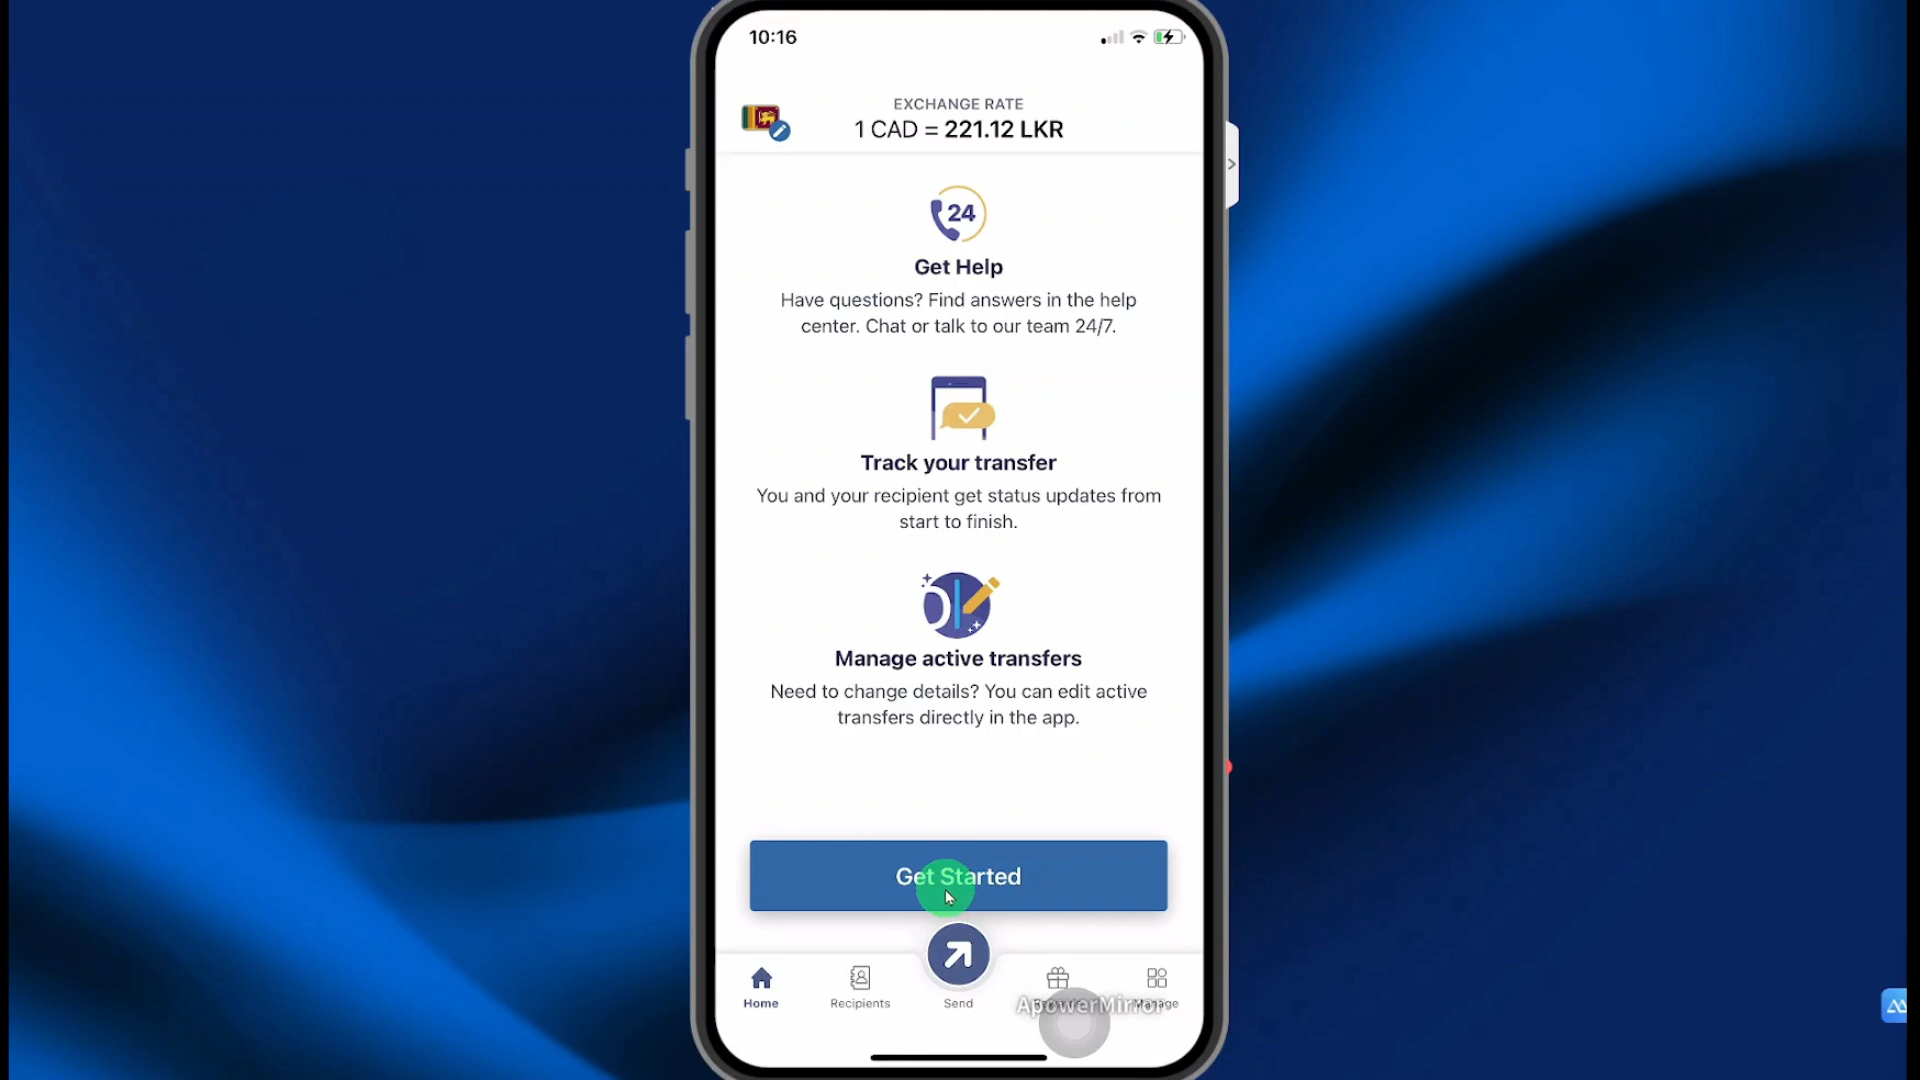 10:16
EXCHANGE RATE
1 CAD = 221.12 LKR
24
Get Help
Have questions? Find answers in the help
center. Chat or talk to our team 24/7.
Track your transfer
You and your recipient get status updates from
start to finish.
Manage active transfers
Need to change details? You can edit active
transfers directly in the app.
Get Started
Home
Recipients
Send
Manage
ApowerMirror